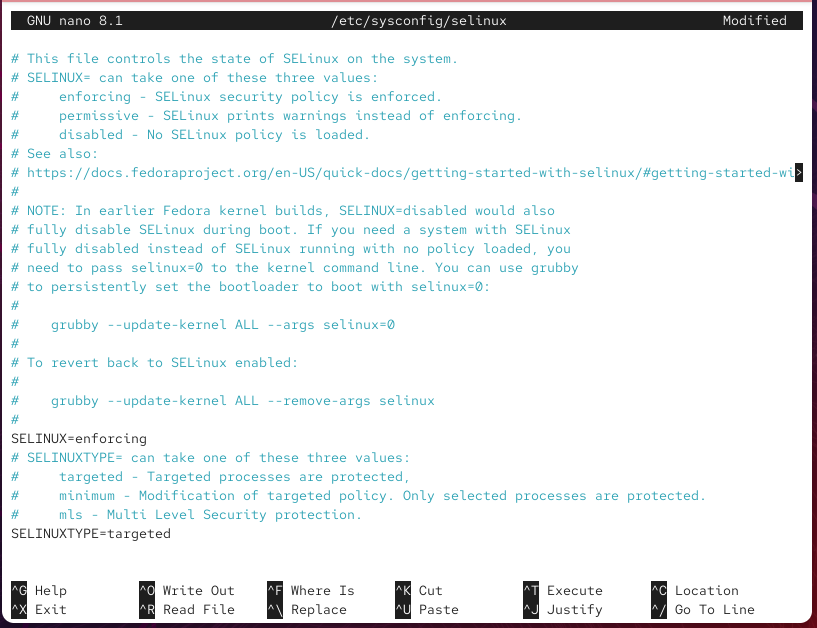 GNU nano 8.1 /etc/sysconfig/selinux Modified
# This file controls the state of SELinux on the system.
# SELINUX= can take one of these three values:
#     enforcing - SELinux security policy is enforced.
#     permissive - SELinux prints warnings instead of enforcing.
#     disabled - No SELinux policy is loaded.
# See also:
# https://docs.fedoraproject.org/en-US/quick-docs/getting-started-with-selinux/#getting-started-wi>
#
# NOTE: In earlier Fedora kernel builds, SELINUX=disabled would also
# fully disable SELinux during boot. If you need a system with SELinux
# fully disabled instead of SELinux running with no policy loaded, you
# need to pass selinux=0 to the kernel command line. You can use grubby
# to persistently set the bootloader to boot with selinux=0:
#
#    grubby --update-kernel ALL --args selinux=0
#
# To revert back to SELinux enabled:
#
#    grubby --update-kernel ALL --remove-args selinux
#
SELINUX=enforcing
# SELINUXTYPE= can take one of these three values:
#     targeted - Targeted processes are protected,
#     minimum - Modification of targeted policy. Only selected processes are protected.
#     mls - Multi Level Security protection.
SELINUXTYPE=targeted
^G Help ^O Write Out ^F Where Is ^K Cut ^T Execute ^C Location
^X Exit ^R Read File ^\ Replace ^U Paste ^J Justify ^/ Go To Line